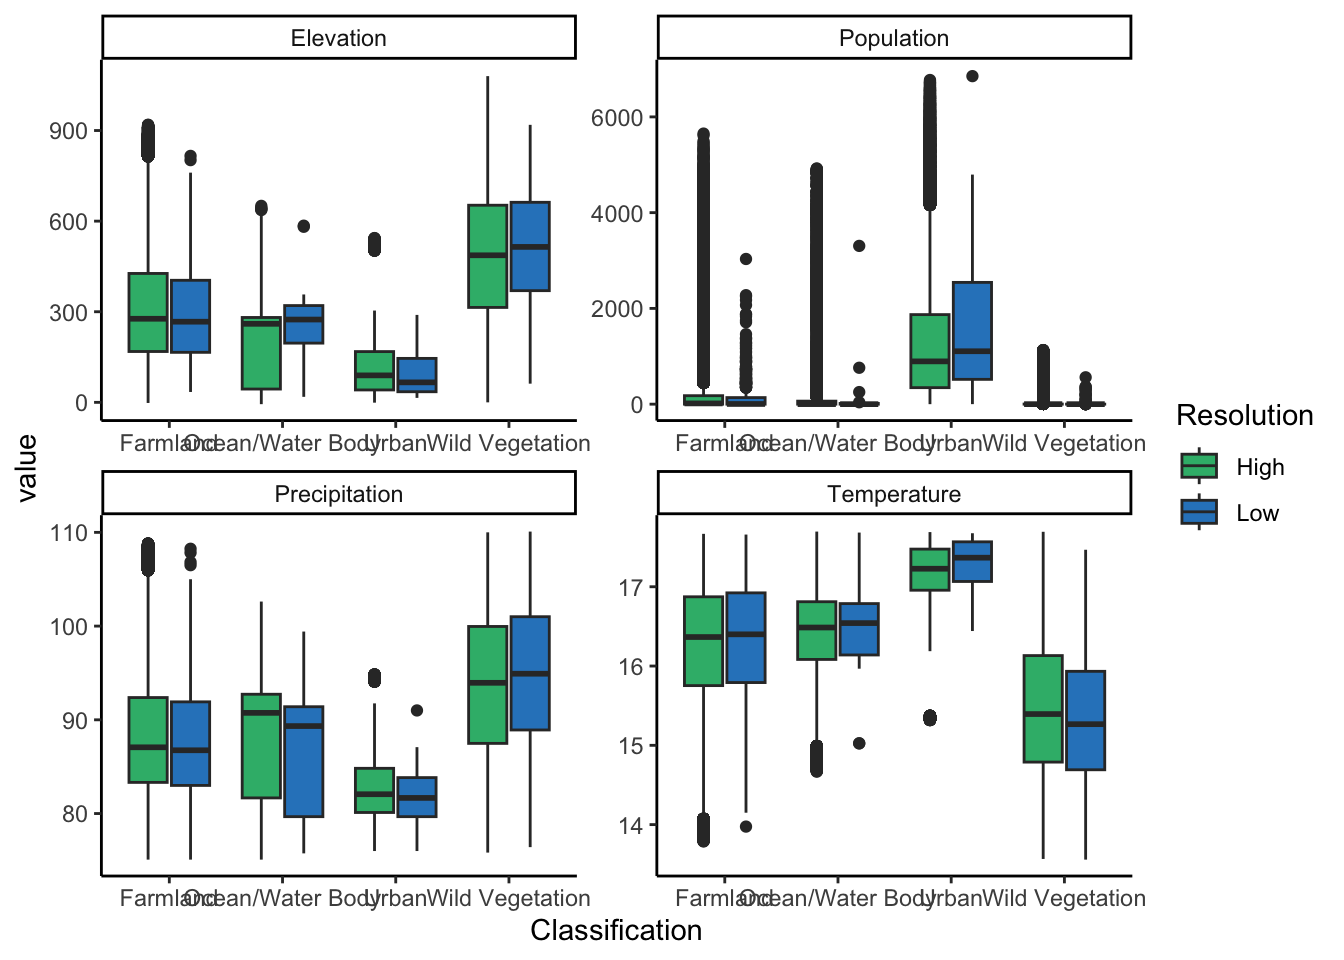 Elevation
Population
900
600
300
0
6000
4000
2000
0
Farmland Ocean/Water Body Urban Wild Vegetation
Farmland Ocean/Water Body Urban Wild Vegetation
value
Precipitation
Temperature
110
100
90
80
17
16
15
14
Farmland Ocean/Water Body Urban Wild Vegetation
Farmland Ocean/Water Body Urban Wild Vegetation
Classification
Resolution
High
Low